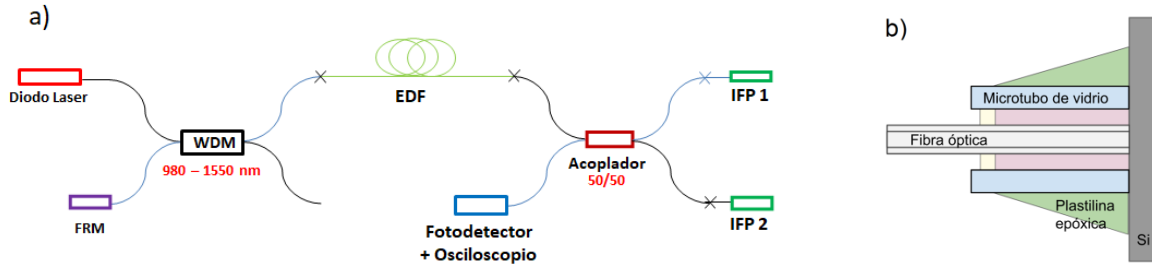 a)
Diodo Laser
WDM
980 – 1550 nm
FRM
EDF
Acoplador
50/50
Fotodetector
+ Osciloscopio
IFP 1
IFP 2
b)
Microtubo de vidrio
Fibra óptica
Plastilina
epóxica
Si